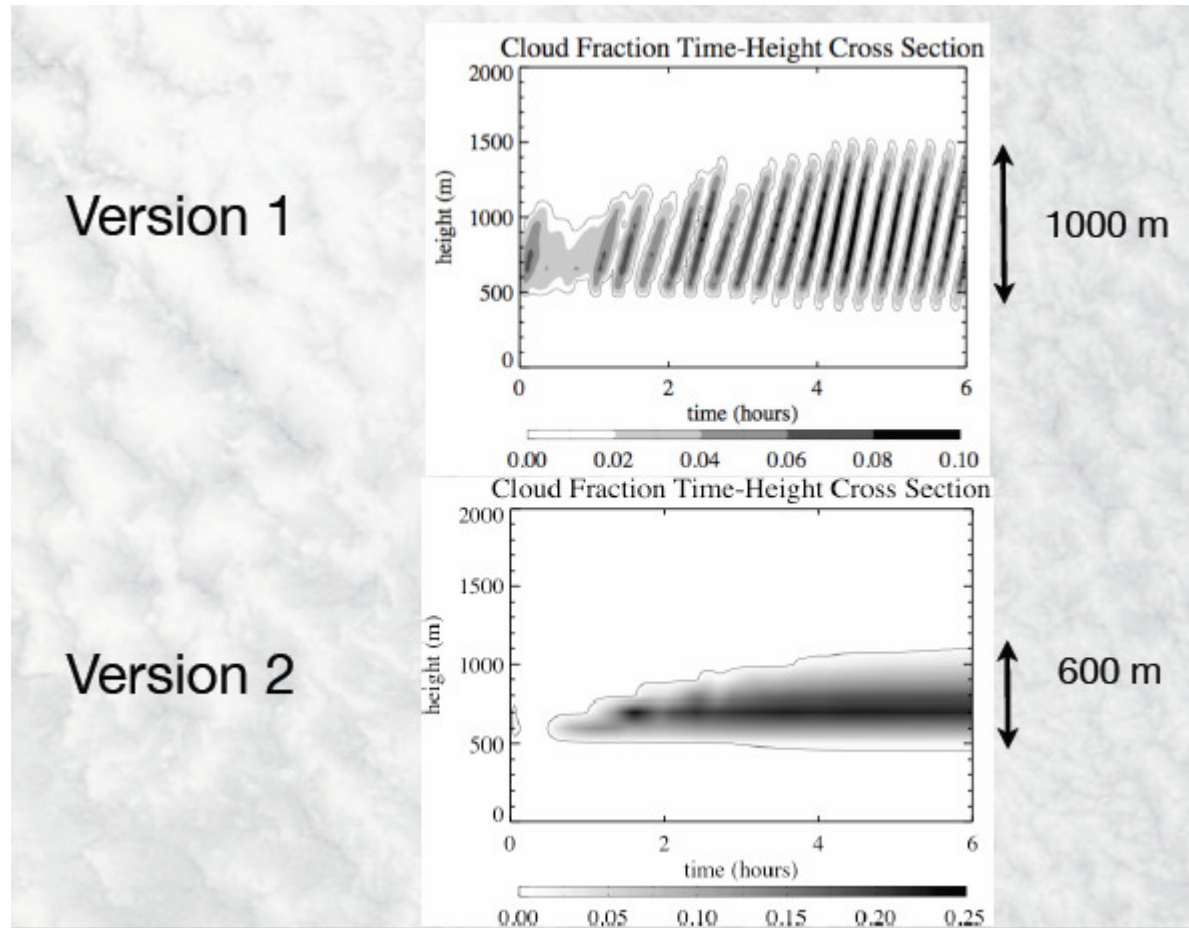 Version 1
Cloud Fraction Time-Height Cross Section
2000
1500
1000
500
0
height (m)
0 2 4 6
time (hours)
0.00 0.02 0.04 0.06 0.08 0.10
1000 m
Version 2
Cloud Fraction Time-Height Cross Section
2000
1500
1000
500
0
height (m)
0 2 4 6
time (hours)
0.00 0.05 0.10 0.15 0.20 0.25
600 m